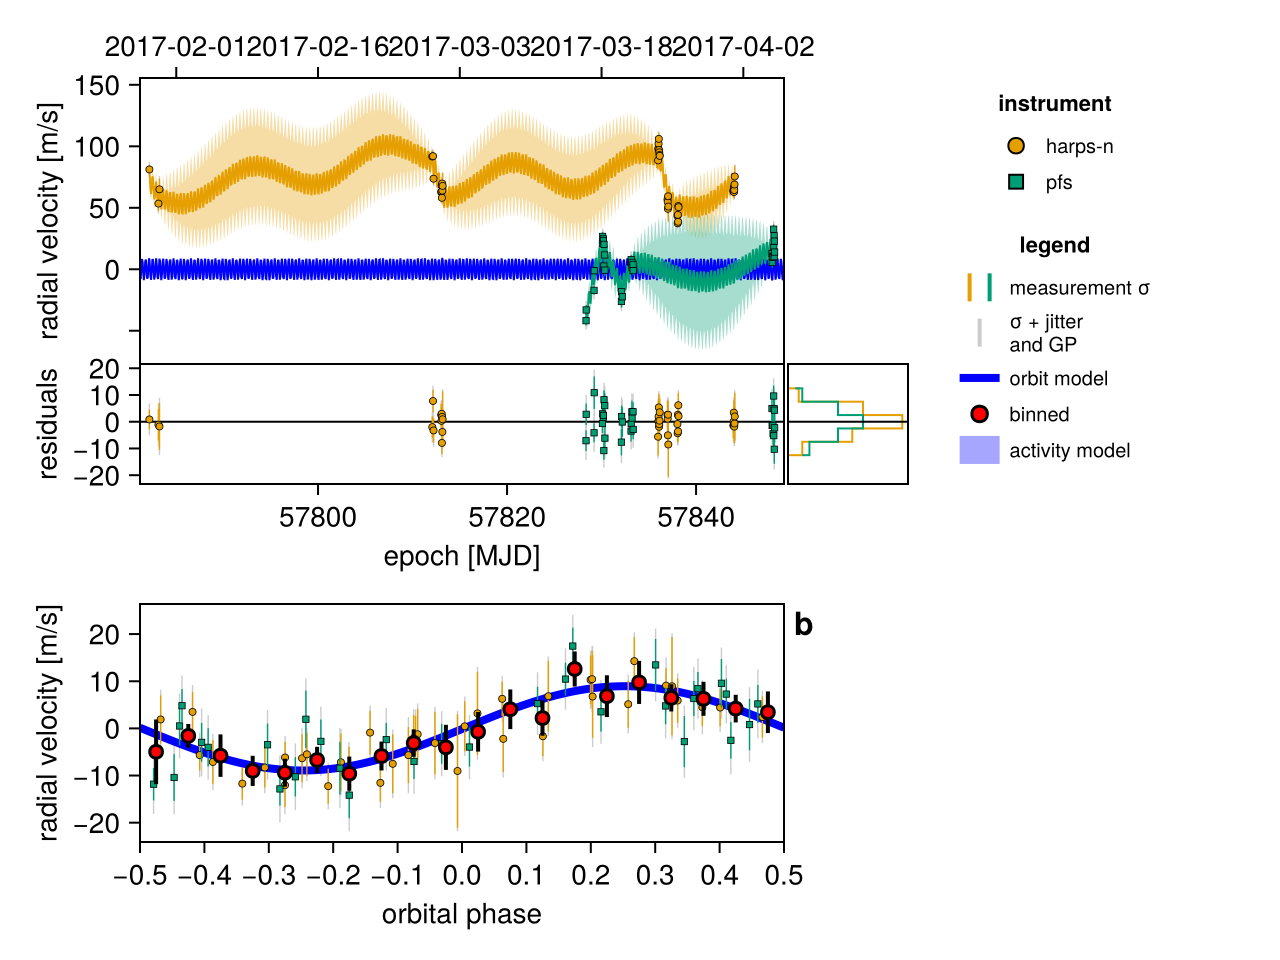 2017-02-01 2017-02-16 2017-03-03 2017-03-18 2017-04-02
radial velocity [m/s]
150
100
50
0
residuals
20
10
0
−10
−20
57800 57820 57840
epoch [MJD]
instrument
harps-n
pfs
legend
measurement σ
σ + jitter
and GP
orbit model
binned
activity model
b
radial velocity [m/s]
20
10
0
−10
−20
−0.5 −0.4 −0.3 −0.2 −0.1 0.0 0.1 0.2 0.3 0.4 0.5
orbital phase